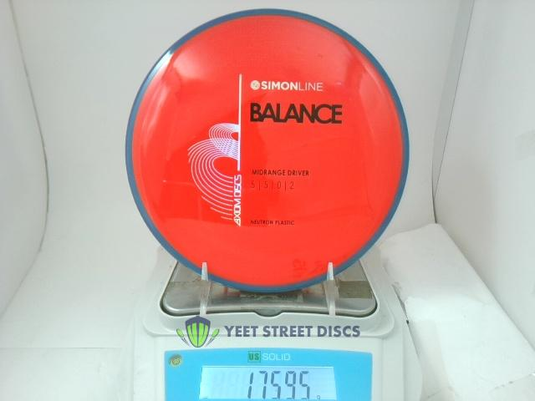 SIMONLINE
BALANCE
MIDRANGE DRIVER
5 | 5 | 0 | 2
AXIOM DISCS
NEUTRON PLASTIC
YEET STREET DISCS
US SOLID
175.95 g